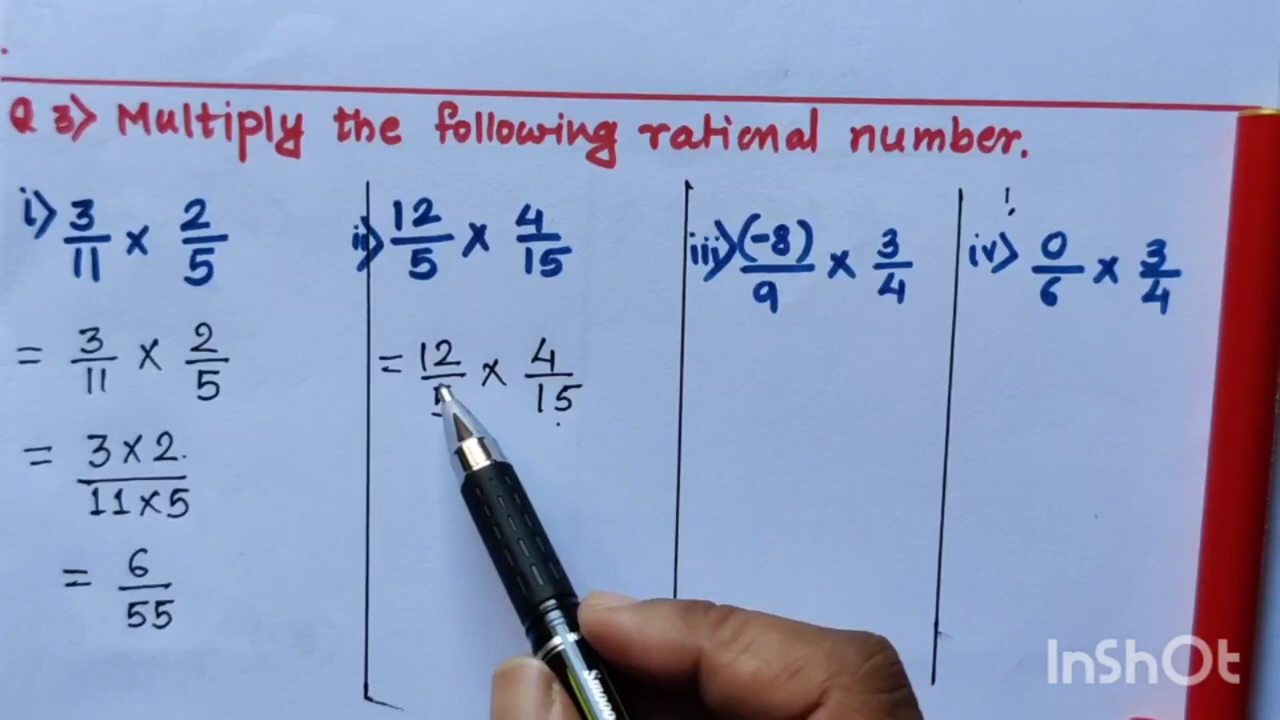 Q 3> Multiply the following rational number.
i> 3/11 × 2/5
= 3/11 × 2/5
= 3 × 2 / 11 × 5
= 6/55
ii> 12/5 × 4/15
= 12/5 × 4/15
iii> (-8)/9 × 3/4
iv> 0/6 × 3/4
InShOt